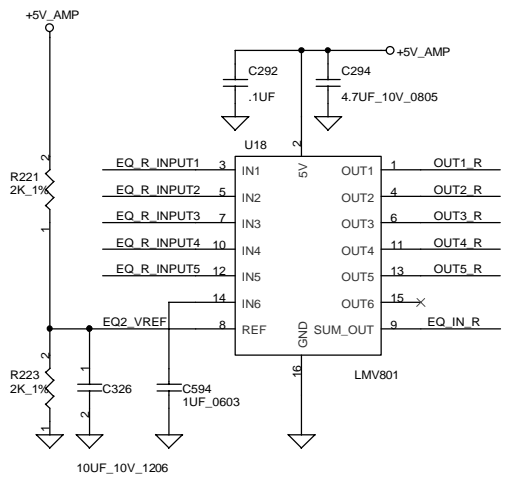 +5V_AMP
+5V_AMP
C292
.1UF
C294
4.7UF_10V_0805
U18
2
5V
EQ_R_INPUT1 3 IN1 OUT1 1 OUT1_R
EQ_R_INPUT2 5 IN2 OUT2 4 OUT2_R
EQ_R_INPUT3 7 IN3 OUT3 6 OUT3_R
EQ_R_INPUT4 10 IN4 OUT4 11 OUT4_R
EQ_R_INPUT5 12 IN5 OUT5 13 OUT5_R
14 IN6 OUT6 15
EQ2_VREF 8 REF SUM_OUT 9 EQ_IN_R
GND
16
LMV801
2
R221
2K_1%
1
2
R223
2K_1%
1
1
C326
2
10UF_10V_1206
C594
1UF_0603